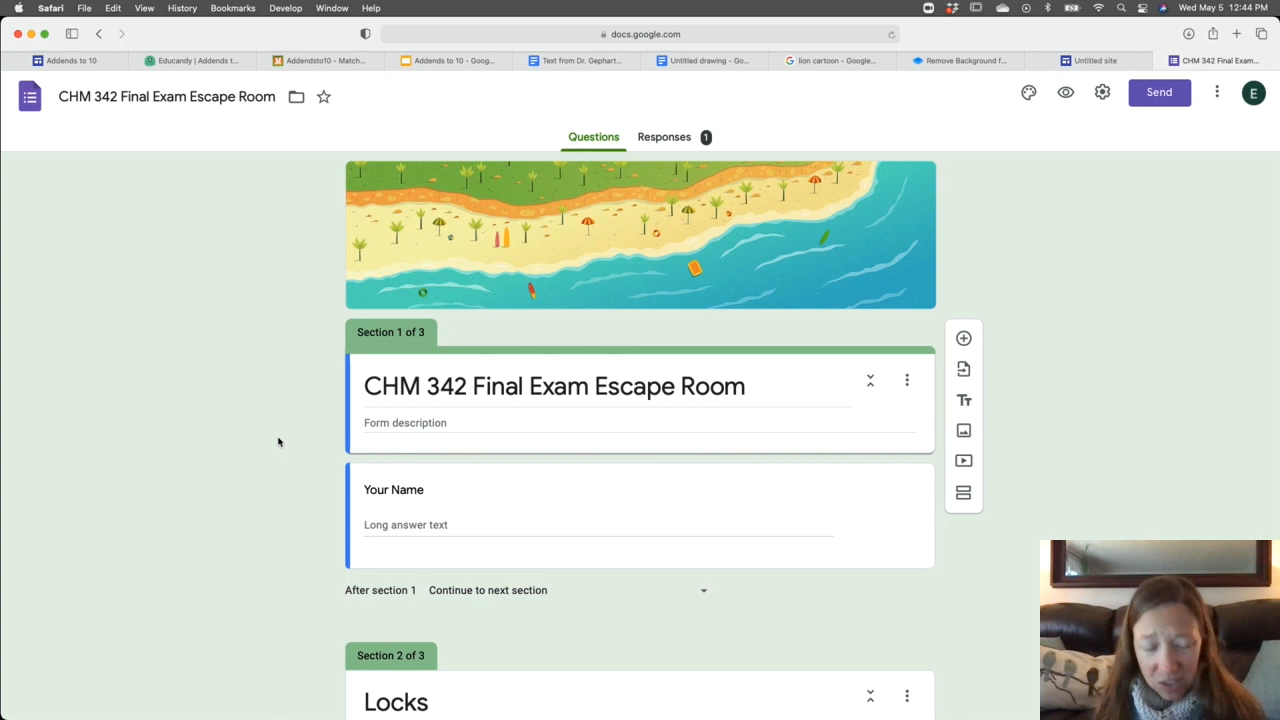 Safari File Edit View History Bookmarks Develop Window Help Wed May 5 12:44 PM
docs.google.com
Addends to 10 Educandy | Addends t... Addendsto10 - Match... Addends to 10 - Goog... Text from Dr. Gephart... Untitled drawing - Go... lion cartoon - Google... Remove Background f... Untitled site CHM 342 Final Exam...
CHM 342 Final Exam Escape Room Send E
Questions Responses 1
Section 1 of 3
CHM 342 Final Exam Escape Room
Form description
Your Name
Long answer text
After section 1 Continue to next section
Section 2 of 3
Locks